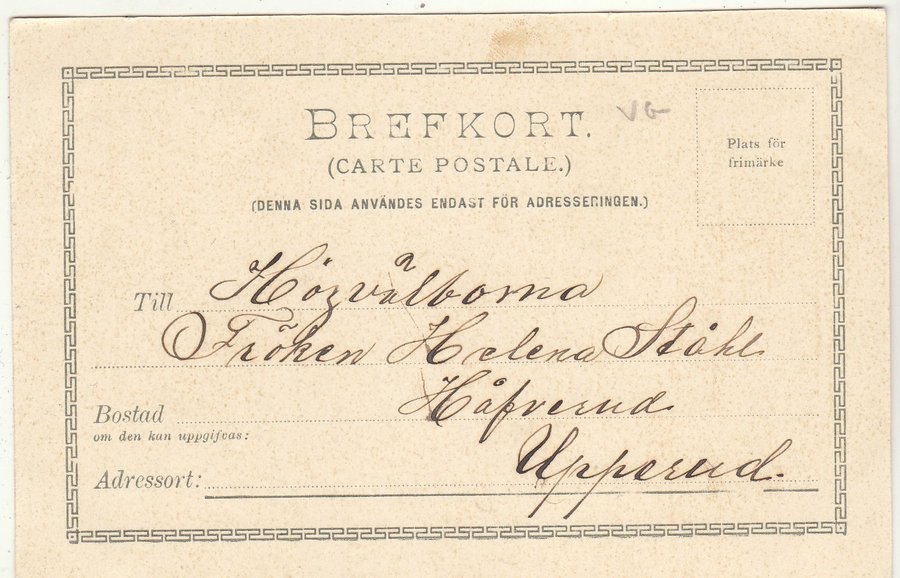 BREFKORT.
VG
(CARTE POSTALE.)
Plats för
frimärke
(DENNA SIDA ANVÄNDES ENDAST FÖR ADRESSERINGEN.)
Till Högvälborna
Fröken Helena Ståhl
Bostad Håfverud
om den kan uppgifvas:
Adressort: Upperud.